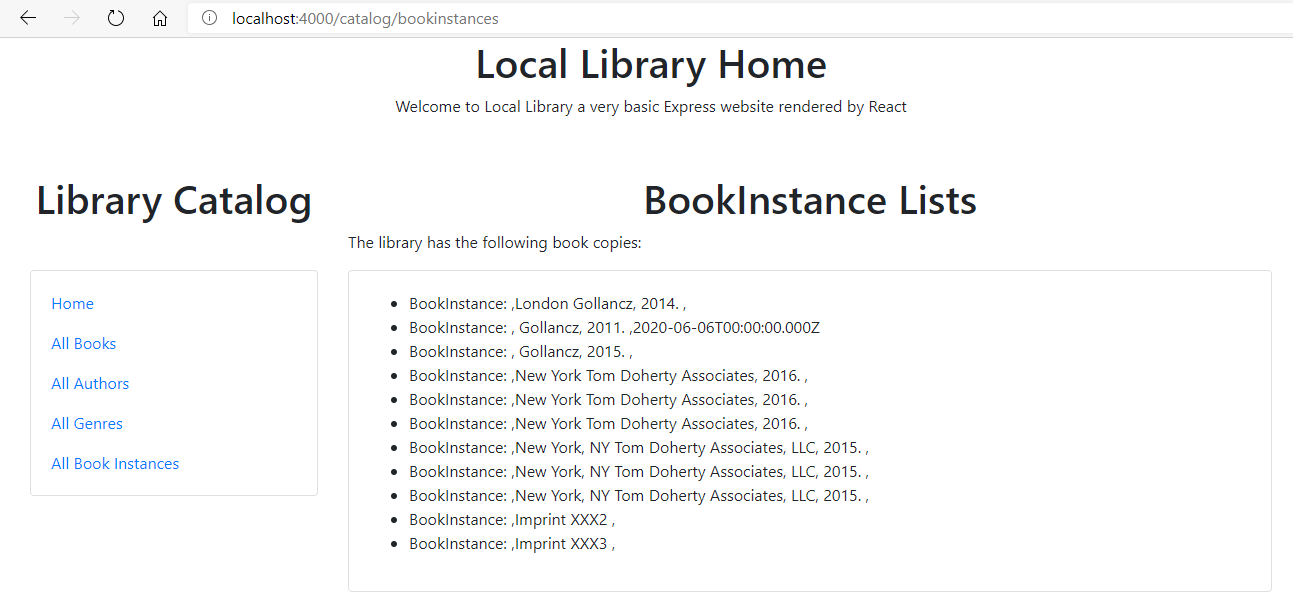 localhost:4000/catalog/bookinstances
Local Library Home
Welcome to Local Library a very basic Express website rendered by React
Library Catalog
Home
All Books
All Authors
All Genres
All Book Instances
BookInstance Lists
The library has the following book copies:
BookInstance: ,London Gollancz, 2014. ,
BookInstance: , Gollancz, 2011. ,2020-06-06T00:00:00.000Z
BookInstance: , Gollancz, 2015. ,
BookInstance: ,New York Tom Doherty Associates, 2016. ,
BookInstance: ,New York Tom Doherty Associates, 2016. ,
BookInstance: ,New York Tom Doherty Associates, 2016. ,
BookInstance: ,New York, NY Tom Doherty Associates, LLC, 2015. ,
BookInstance: ,New York, NY Tom Doherty Associates, LLC, 2015. ,
BookInstance: ,New York, NY Tom Doherty Associates, LLC, 2015. ,
BookInstance: ,Imprint XXX2 ,
BookInstance: ,Imprint XXX3 ,